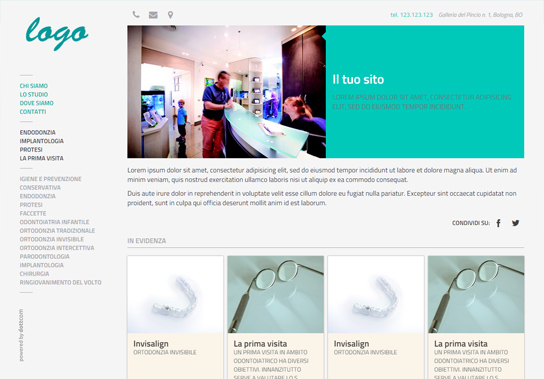 logo
tel. 123.123.123 Galleria del Pincio n. 1, Bologna, BO
CHI SIAMO
LO STUDIO
DOVE SIAMO
CONTATTI
ENDODONZIA
IMPLANTOLOGIA
PROTESI
LA PRIMA VISITA
IGIENE E PREVENZIONE
CONSERVATIVA
ENDODONZIA
PROTESI
FACCETTE
ODONTOIATRIA INFANTILE
ORTODONZIA TRADIZIONALE
ORTODONZIA INVISIBILE
ORTODONZIA INTERCETTIVA
PARODONTOLOGIA
IMPLANTOLOGIA
CHIRURGIA
RINGIOVANIMENTO DEL VOLTO
powered by dottcom
Il tuo sito
LOREM IPSUM DOLOR SIT AMET, CONSECTETUR ADIPISICING
ELIT, SED DO EIUSMOD TEMPOR INCIDIDUNT.
Lorem ipsum dolor sit amet, consectetur adipisicing elit, sed do eiusmod tempor incididunt ut labore et dolore magna aliqua. Ut enim ad
minim veniam, quis nostrud exercitation ullamco laboris nisi ut aliquip ex ea commodo consequat.
Duis aute irure dolor in reprehenderit in voluptate velit esse cillum dolore eu fugiat nulla pariatur. Excepteur sint occaecat cupidatat non
proident, sunt in culpa qui officia deserunt mollit anim id est laborum.
CONDIVIDI SU:
IN EVIDENZA
Invisalign
ORTODONZIA INVISIBILE
La prima visita
UN PRIMA VISITA IN AMBITO
ODONTOIATRICO HA DIVERSI
OBIETTIVI. INNANZITUTTO
SERVE A VALUTARE LO S
Invisalign
ORTODONZIA INVISIBILE
La prima visita
UN PRIMA VISITA IN AMBITO
ODONTOIATRICO HA DIVERSI
OBIETTIVI. INNANZITUTTO
SERVE A VALUTARE LO S